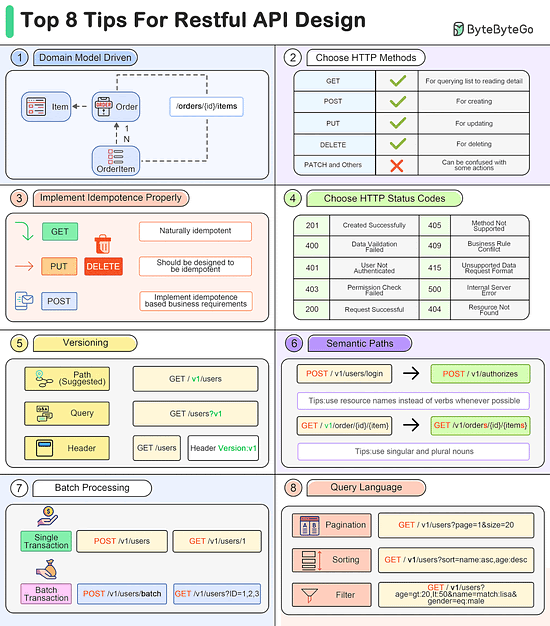 Top 8 Tips For Restful API Design
ByteByteGo
1
Domain Model Driven
Item
ORDER
Order
/orders/{id}/items
1
N
OrderItem
2
Choose HTTP Methods
GET
For querying list to reading detail
POST
For creating
PUT
For updating
DELETE
For deleting
PATCH and Others
Can be confused with
some actions
3
Implement Idempotence Properly
GET
Naturally idempotent
PUT
DELETE
Should be designed to
be idempotent
POST
Implement idempotence
based business requirements
4
Choose HTTP Status Codes
201
Created Successfully
405
Method Not
Supported
400
Data Vaildation
Failed
409
Business Rule
Conflict
401
User Not
Authenticated
415
Unsupported Data
Request Format
403
Permission Check
Failed
500
Internal Server
Error
200
Request Successful
404
Resource Not
Found
5
Versioning
Path
(Suggested)
GET / v1/users
Query
GET /users?v1
Header
GET /users
Header Version:v1
6
Semantic Paths
POST / v1/users/login
POST / v1/authorizes
Tips:use resource names instead of verbs whenever possible
GET / v1/order/{id}/{item}
GET / v1/orders/{id}/{items}
Tips:use singular and plural nouns
7
Batch Processing
Single
Transaction
POST /v1/users
GET / v1/users/1
Batch
Transaction
POST /v1/users/batch
GET / v1/users?ID=1,2,3
8
Query Language
A
B
Pagination
GET / v1/users?page=1&size=20
Sorting
GET / v1/users?sort=name:asc,age:desc
Filter
GET / v1/users?
age=gt:20,lt:50&name=match:lisa&
gender=eq:male